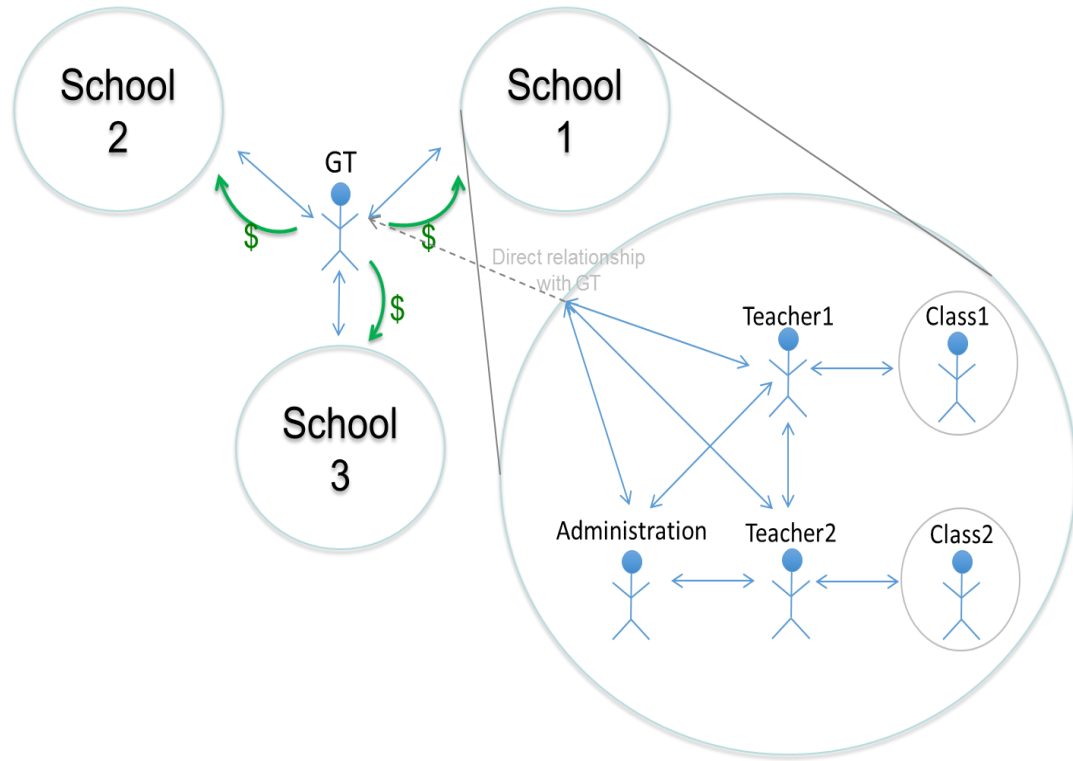 School
2
School
1
GT
$
$
Direct relationship
with GT
$
Teacher1
Class1
School
3
Administration
Teacher2
Class2